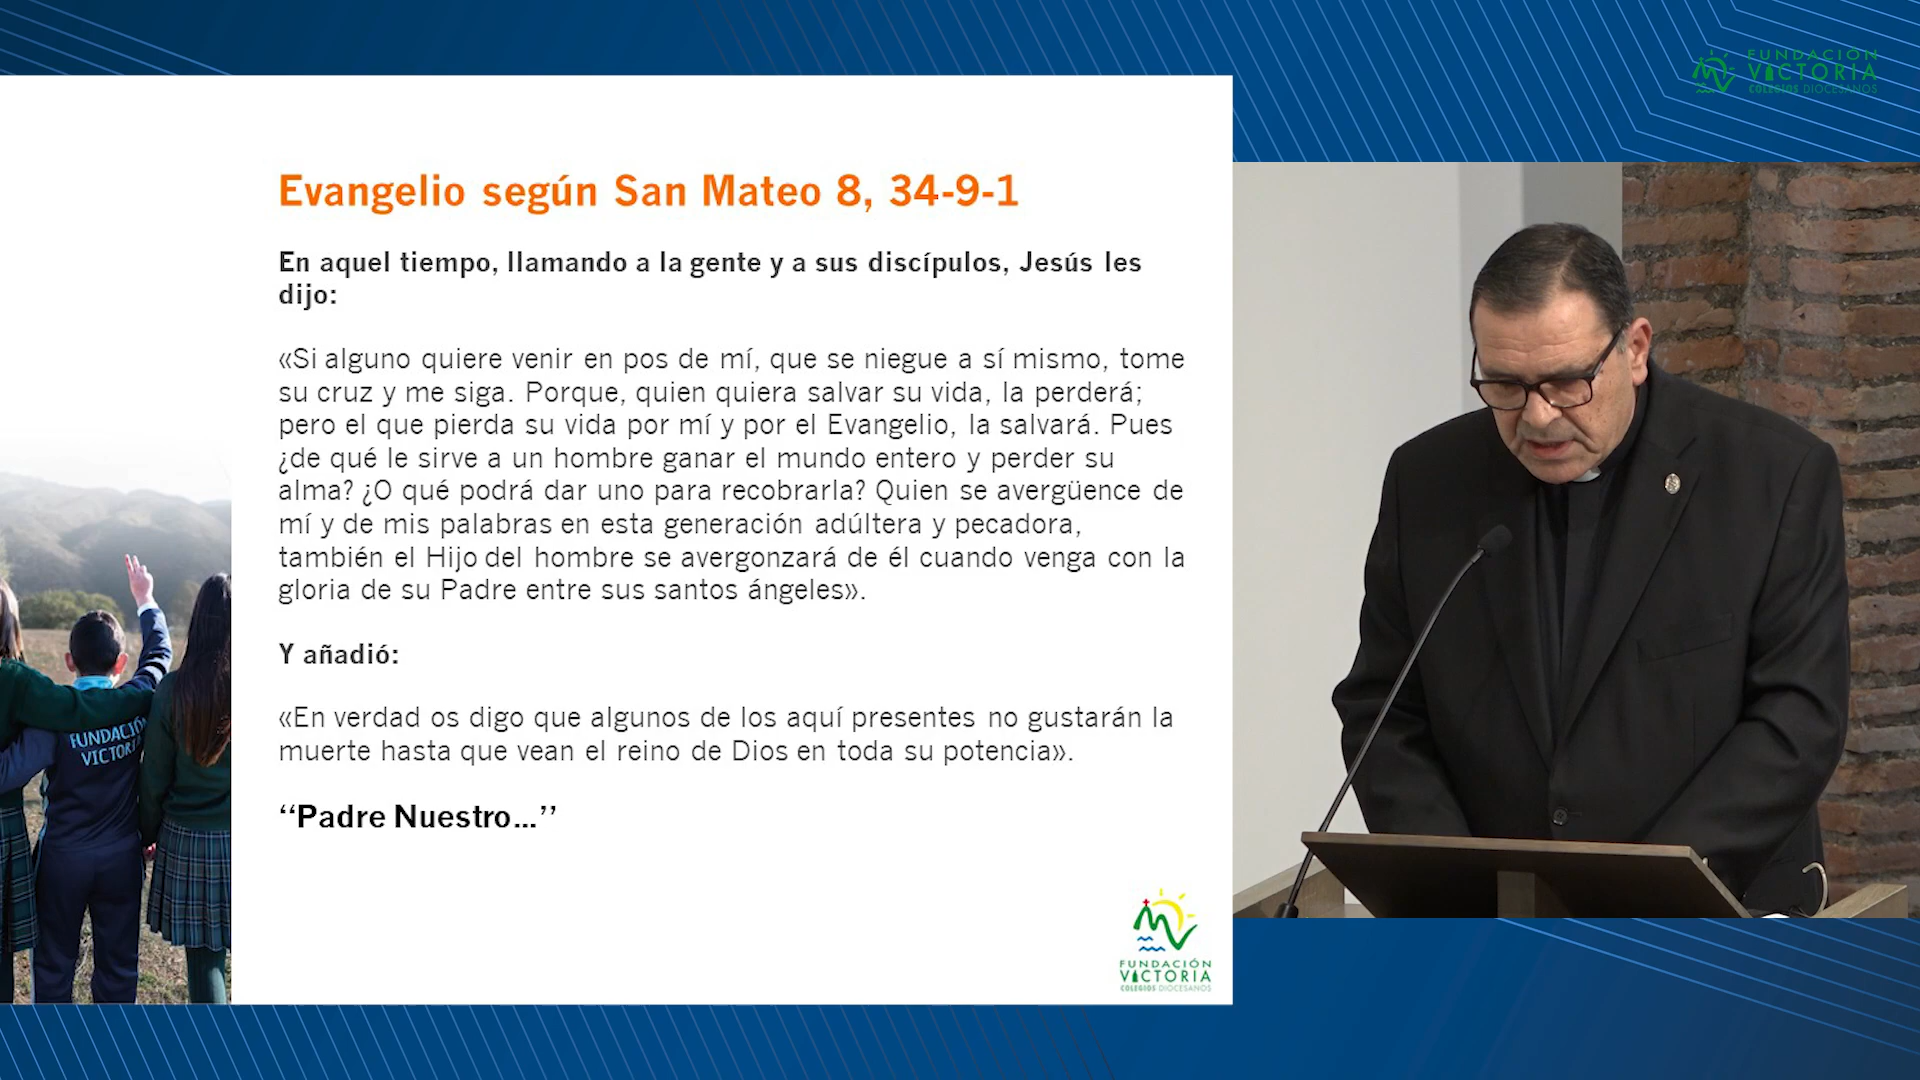 FUNDACIÓN
VICTORIA
COLEGIOS DIOCESANOS
Evangelio según San Mateo 8, 34-9-1
En aquel tiempo, llamando a la gente y a sus discípulos, Jesús les
dijo:
«Si alguno quiere venir en pos de mí, que se niegue a sí mismo, tome
su cruz y me siga. Porque, quien quiera salvar su vida, la perderá;
pero el que pierda su vida por mí y por el Evangelio, la salvará. Pues
¿de qué le sirve a un hombre ganar el mundo entero y perder su
alma? ¿O qué podrá dar uno para recobrarla? Quien se avergüence de
mí y de mis palabras en esta generación adúltera y pecadora,
también el Hijo del hombre se avergonzará de él cuando venga con la
gloria de su Padre entre sus santos ángeles».
Y añadió:
«En verdad os digo que algunos de los aquí presentes no gustarán la
muerte hasta que vean el reino de Dios en toda su potencia».
“Padre Nuestro...”
FUNDACIÓN
VICTORIA
FUNDACIÓN
VICTORIA
COLEGIOS DIOCESANOS